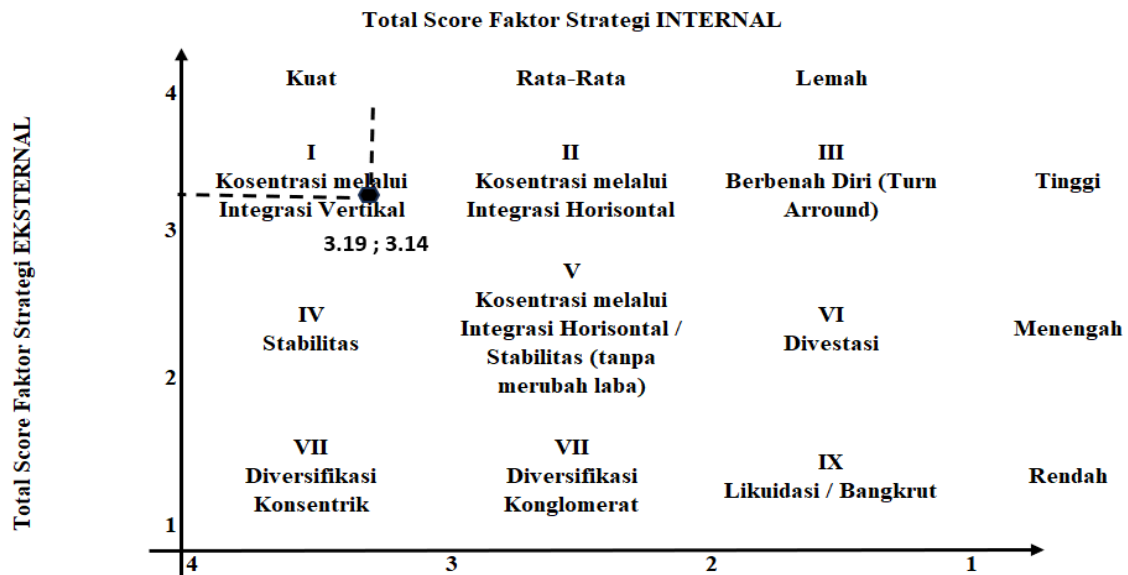 Total Score Faktor Strategi INTERNAL
Total Score Faktor Strategi EKSTERNAL
Kuat
Rata-Rata
Lemah
4
I
Kosentrasi melalui
Integrasi Vertikal
II
Kosentrasi melalui
Integrasi Horisontal
III
Berbenah Diri (Turn
Arround)
Tinggi
3
3.19 ; 3.14
IV
Stabilitas
V
Kosentrasi melalui
Integrasi Horisontal /
Stabilitas (tanpa
merubah laba)
VI
Divestasi
Menengah
2
VII
Diversifikasi
Konsentrik
VII
Diversifikasi
Konglomerat
IX
Likuidasi / Bangkrut
Rendah
1
4
3
2
1